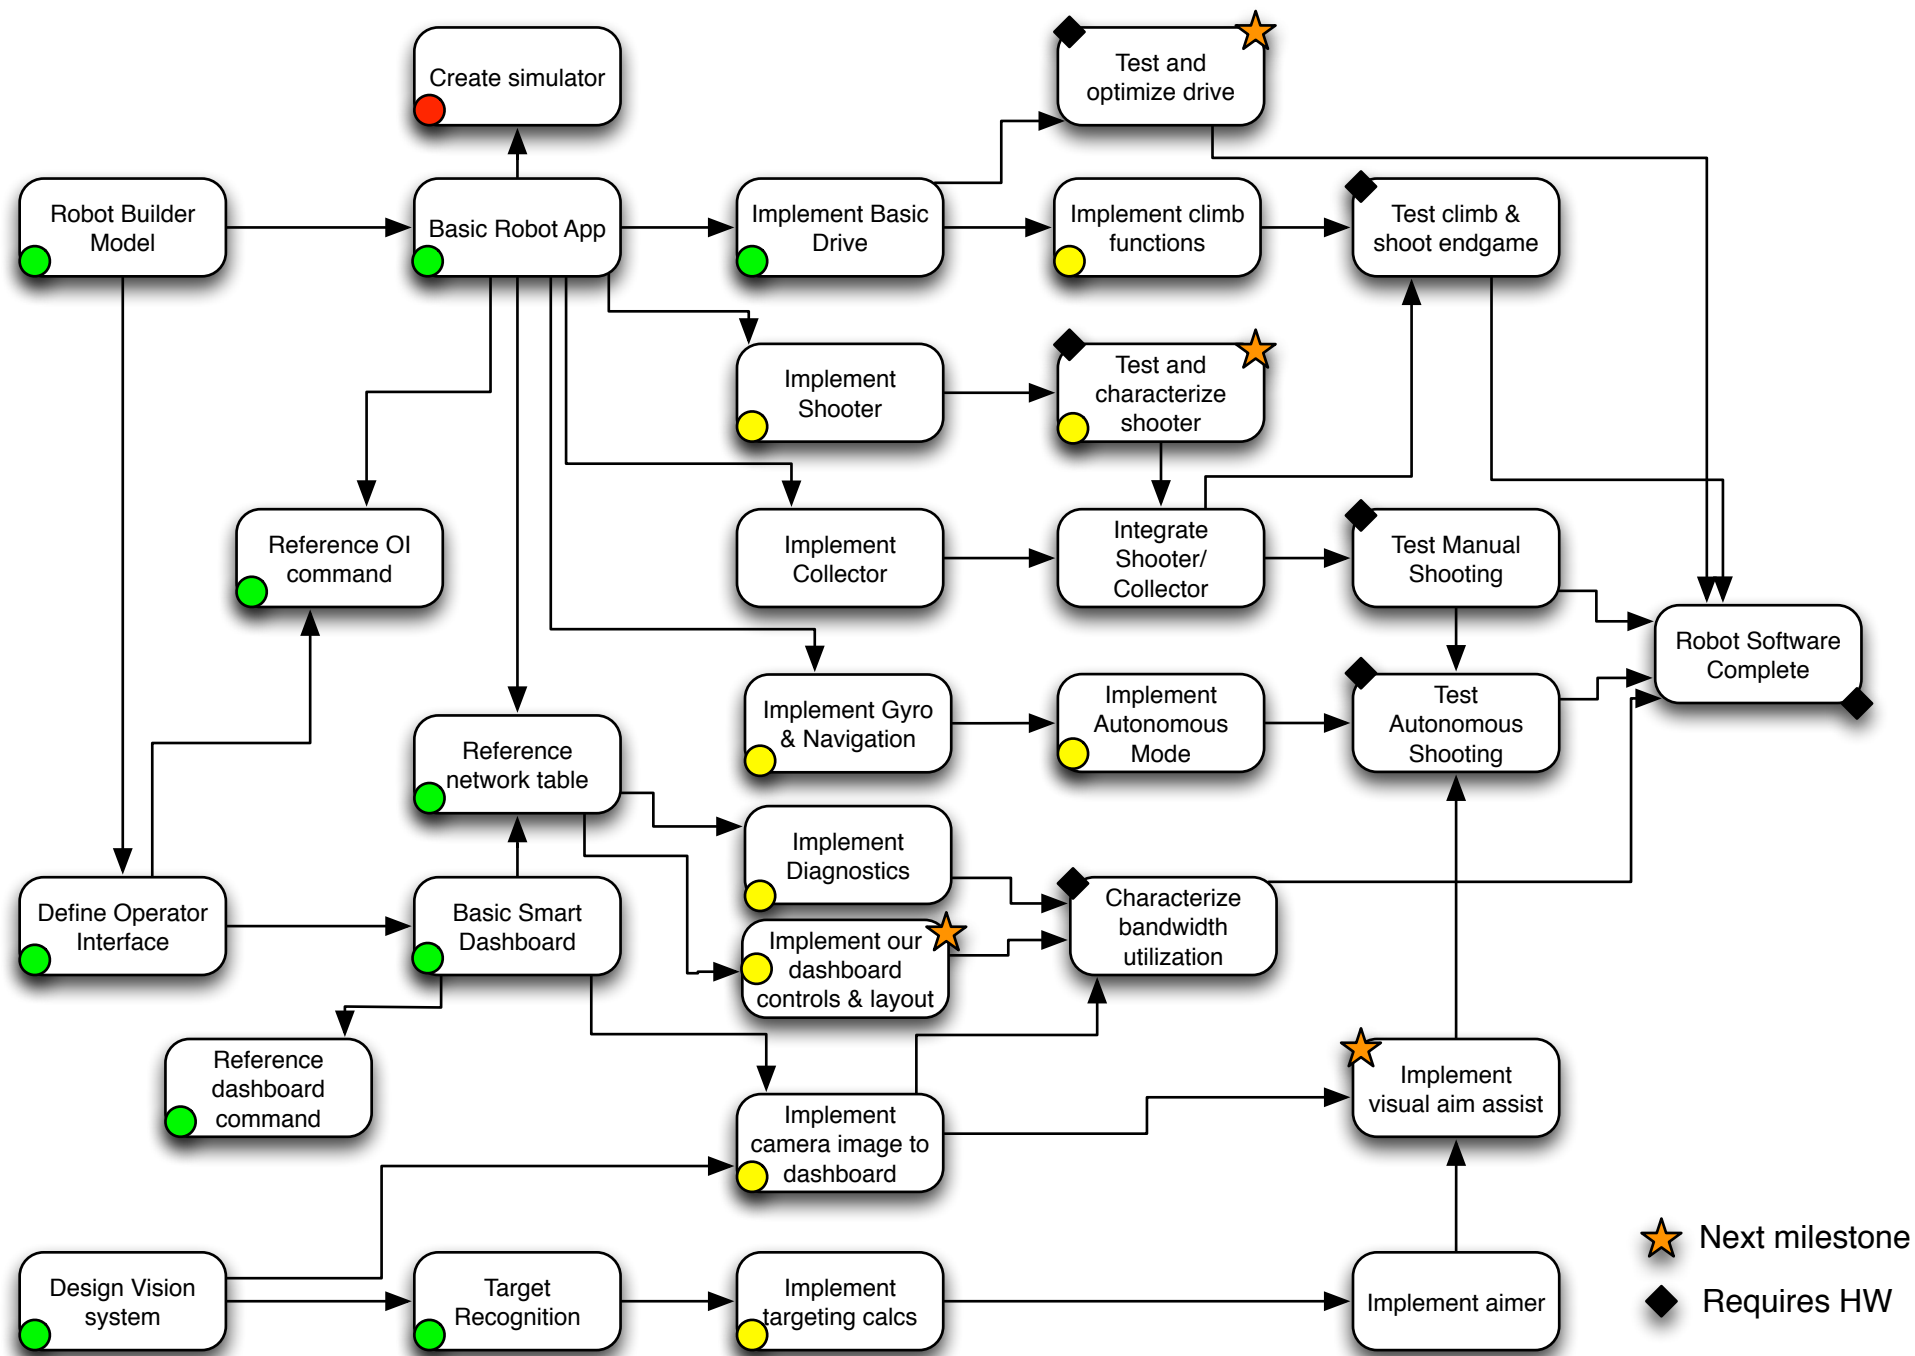 Create simulator
Test and
optimize drive
Robot Builder
Model
Basic Robot App
Implement Basic
Drive
Implement climb
functions
Test climb &
shoot endgame
Implement
Shooter
Test and
characterize
shooter
Reference OI
command
Implement
Collector
Integrate
Shooter/
Collector
Test Manual
Shooting
Robot Software
Complete
Reference
network table
Implement Gyro
& Navigation
Implement
Autonomous
Mode
Test
Autonomous
Shooting
Implement
Diagnostics
Define Operator
Interface
Basic Smart
Dashboard
Implement our
dashboard
controls & layout
Characterize
bandwidth
utilization
Reference
dashboard
command
Implement
camera image to
dashboard
Implement
visual aim assist
Design Vision
system
Target
Recognition
Implement
targeting calcs
Implement aimer
Next milestone
Requires HW